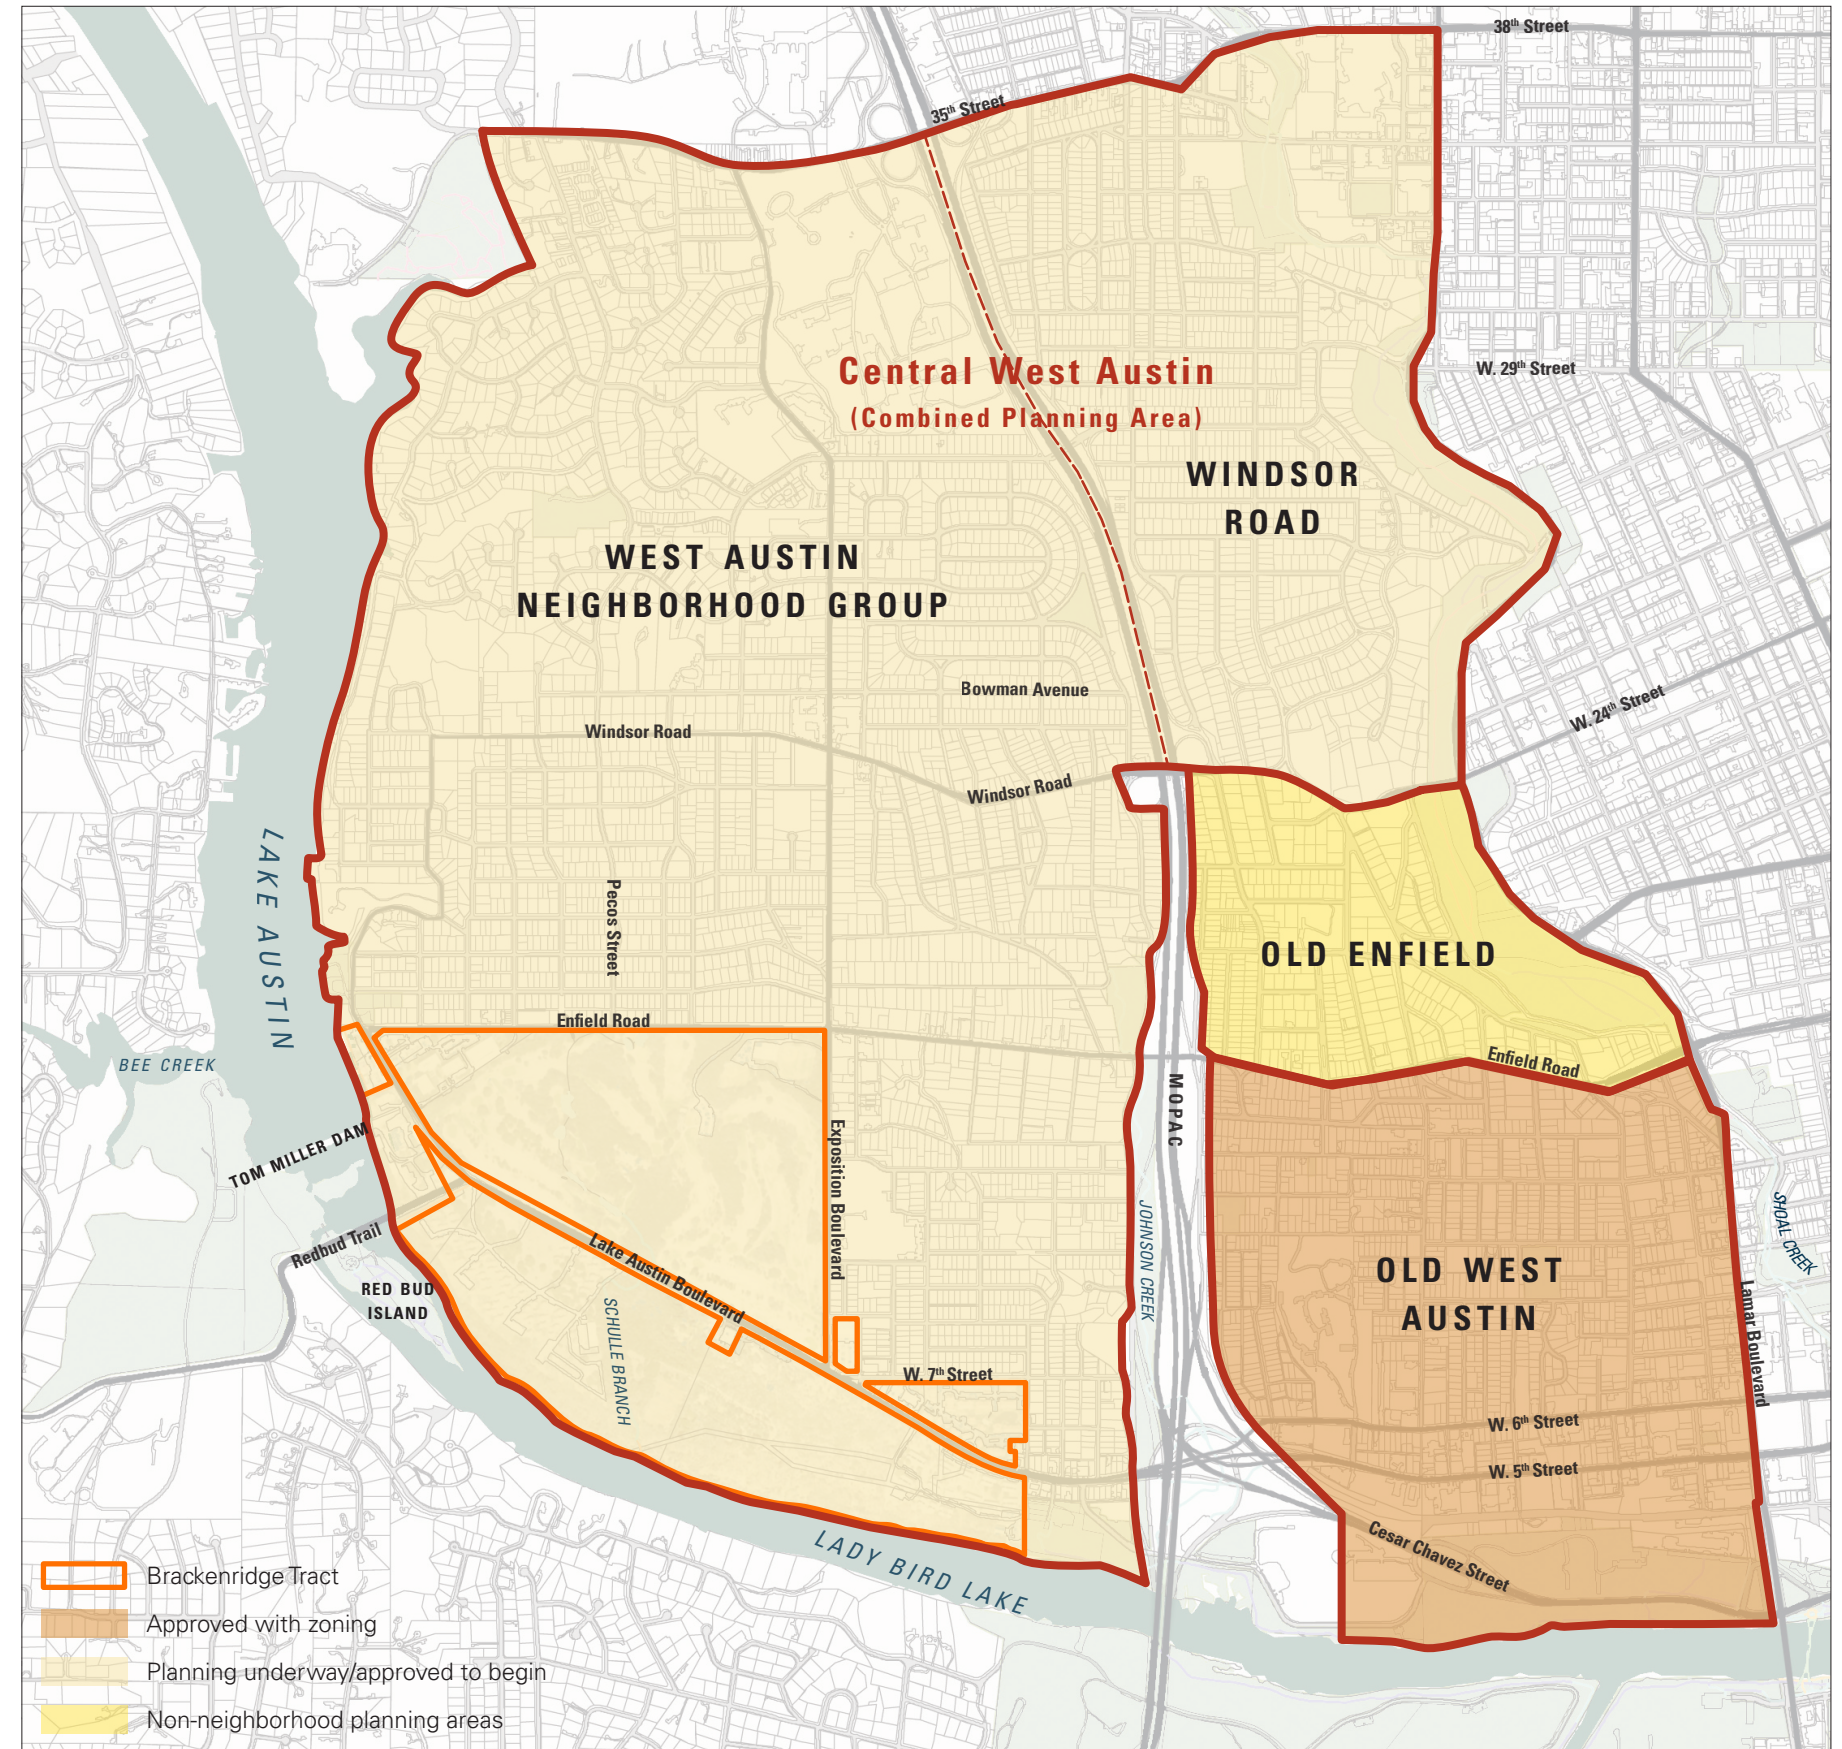 38th Street
35th Street
W. 29th Street
Central West Austin
(Combined Planning Area)
WINDSOR
ROAD
WEST AUSTIN
NEIGHBORHOOD GROUP
Bowman Avenue
W. 24th Street
Windsor Road
Windsor Road
LAKE AUSTIN
Pecos Street
OLD ENFIELD
Enfield Road
Enfield Road
BEE CREEK
MOPAC
TOM MILLER DAM
Exposition Boulevard
JOHNSON CREEK
SHOAL CREEK
Redbud Trail
Lake Austin Boulevard
RED BUD
ISLAND
SCHULLE BRANCH
OLD WEST
AUSTIN
Lamar Boulevard
W. 7th Street
W. 6th Street
W. 5th Street
Cesar Chavez Street
LADY BIRD LAKE
Brackenridge Tract
Approved with zoning
Planning underway/approved to begin
Non-neighborhood planning areas